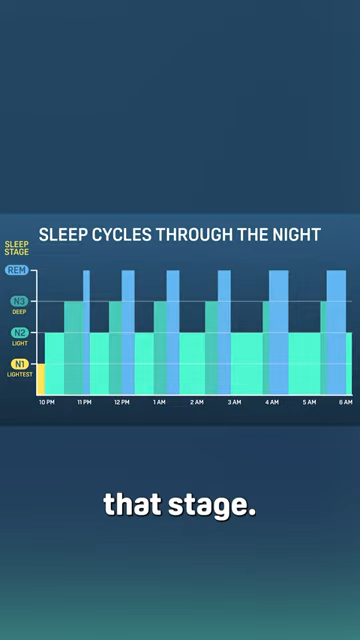 SLEEP CYCLES THROUGH THE NIGHT
SLEEP
STAGE
REM
N3
DEEP
N2
LIGHT
N1
LIGHTEST
10 PM 11 PM 12 PM 1 AM 2 AM 3 AM 4 AM 5 AM 6 AM
that stage.